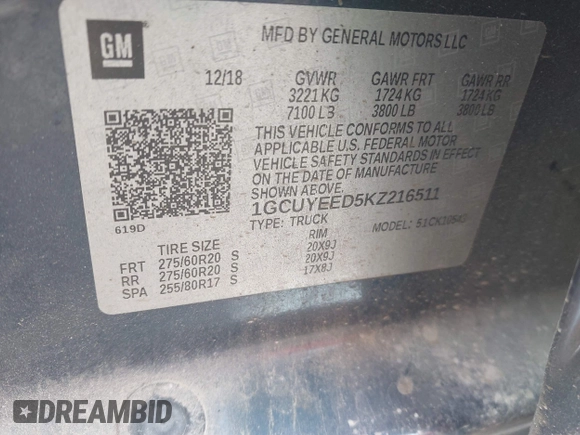 GM
MFD BY GENERAL MOTORS LLC
12/18 GVWR GAWR FRT GAWR RR
3221 KG 1724 KG 1724 KG
7100 LB 3800 LB 3800 LB
THIS VEHICLE CONFORMS TO ALL
APPLICABLE U.S. FEDERAL MOTOR
VEHICLE SAFETY STANDARDS IN EFFECT
ON THE DATE OF MANUFACTURE
SHOWN ABOVE.
1GCUYEED5KZ216511
619D
TYPE: TRUCK MODEL:
TIRE SIZE RIM
FRT 275/60R20 S 20X9J
RR 275/60R20 S 20X9J
SPA 255/80R17 S 17X8J
DREAMBID